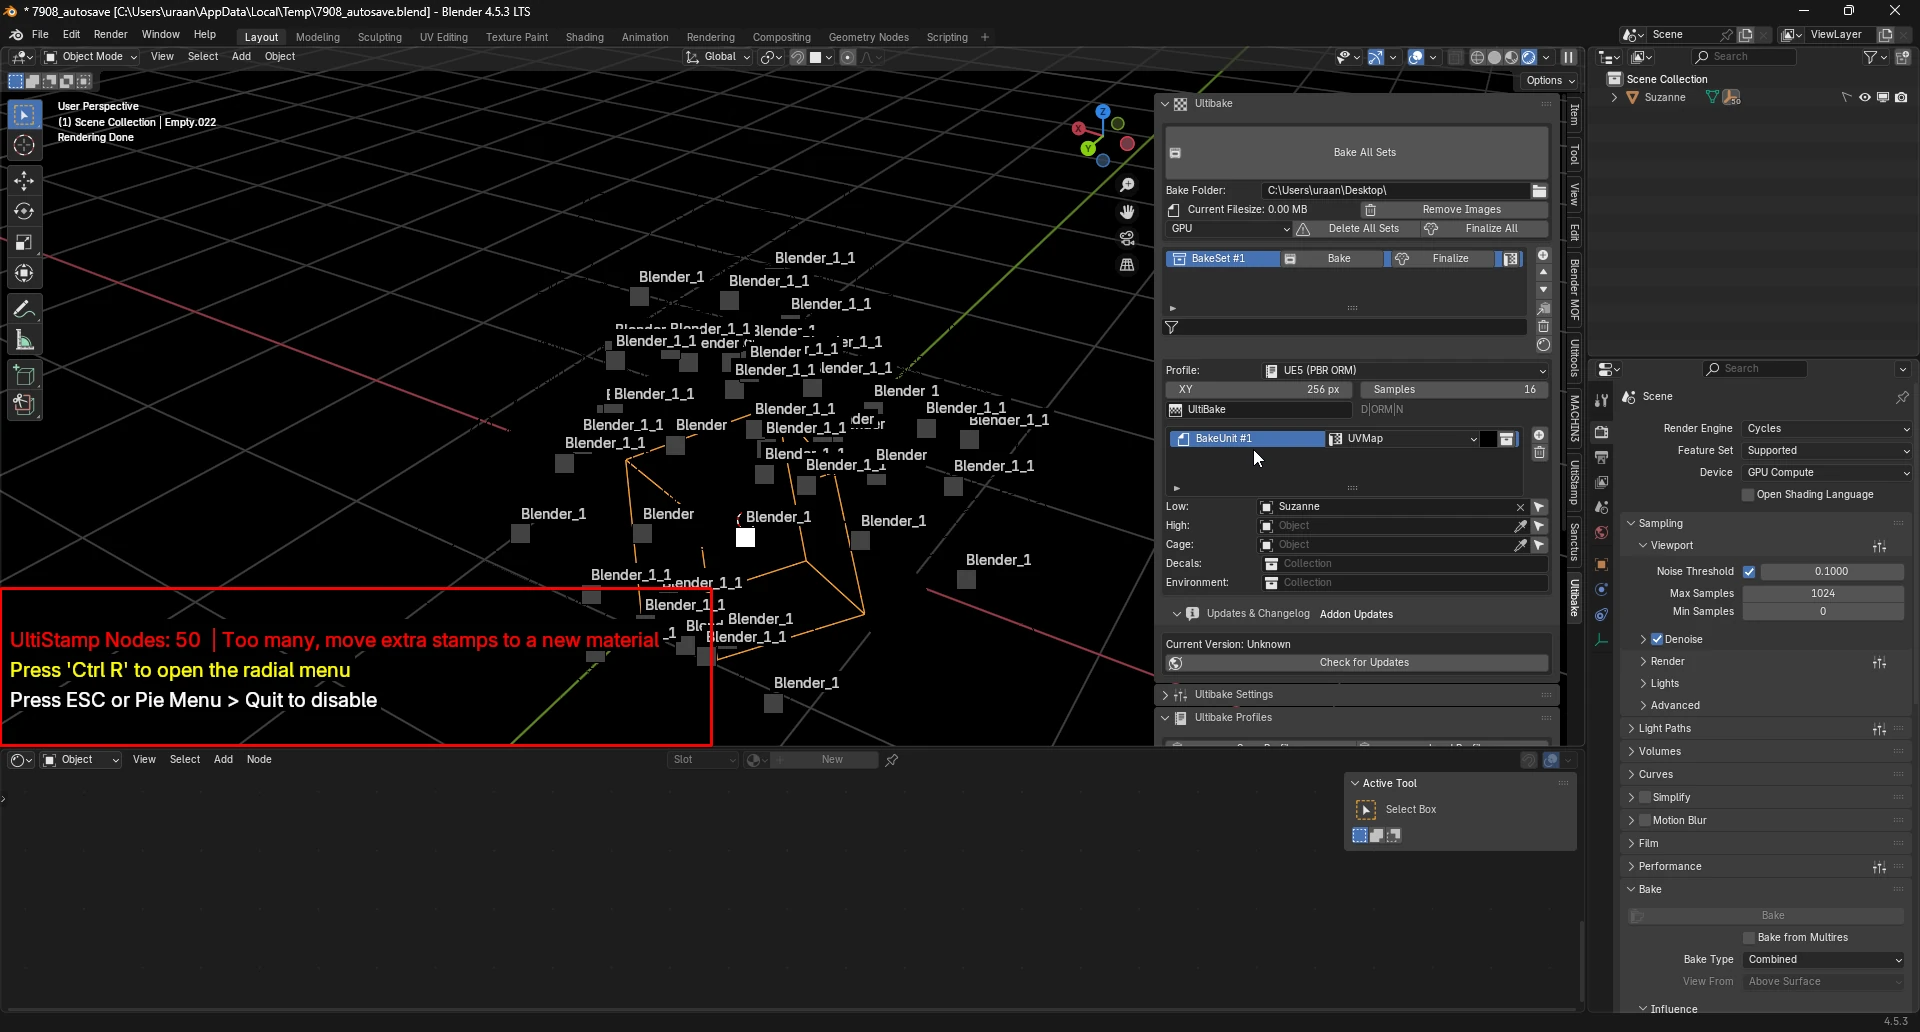 * 7908_autosave [C:\Users\uraan\AppData\Local\Temp\7908_autosave.blend] - Blender 4.5.3 LTS
File Edit Render Window Help Layout Modeling Sculpting UV Editing Texture Paint Shading Animation Rendering Compositing Geometry Nodes Scripting Scene ViewLayer
Object Mode View Select Add Object Global Search
Options
User Perspective
(1) Scene Collection | Empty.022
Rendering Done
Z
X
Y
Blender_1_1
Blender_1
Blender_1_1
Blender_1_1
Blender_1_1
Blender_1_1
Blender_1_1
Blender_1_1
Blender_1_1
Blender 1
Blender_1_1
Blender_1_1
Blender_1_1
Blender_1_1
Blender_1_1
Blender
Blender_1_1
Blender_1_1
Blender
Blender_1_1
Blender_1_1
Blender_1
Blender
Blender_1
Blender_1
Blender_1
Blender_1_1
Blender_1_1
Blender_1
Blender_1_1
Blender_1
UltiStamp Nodes: 50 | Too many, move extra stamps to a new material
Press 'Ctrl R' to open the radial menu
Press ESC or Pie Menu > Quit to disable
Ultibake
Bake All Sets
Bake Folder: C:\Users\uraan\Desktop\
Current Filesize: 0.00 MB Remove Images
GPU Delete All Sets Finalize All
BakeSet #1 Bake Finalize
Profile: UE5 (PBR ORM)
XY 256 px Samples 16
UltiBake D|ORM|N
BakeUnit #1 UVMap
Low: Suzanne
High: Object
Cage: Object
Decals: Collection
Environment: Collection
Updates & Changelog Addon Updates
Current Version: Unknown
Check for Updates
Ultibake Settings
Ultibake Profiles
Item
Tool
View
Edit
Blender MOF
Ultitools
MACHIN3
UltiStamp
Sanctus
Ultibake
Scene Collection
Suzanne 50
Search
Scene
Render Engine Cycles
Feature Set Supported
Device GPU Compute
Open Shading Language
Sampling
Viewport
Noise Threshold 0.1000
Max Samples 1024
Min Samples 0
Denoise
Render
Lights
Advanced
Light Paths
Volumes
Curves
Simplify
Motion Blur
Film
Performance
Bake
Bake
Bake from Multires
Bake Type Combined
View From Above Surface
Influence
Object View Select Add Node Slot New
Active Tool
Select Box
4.5.3